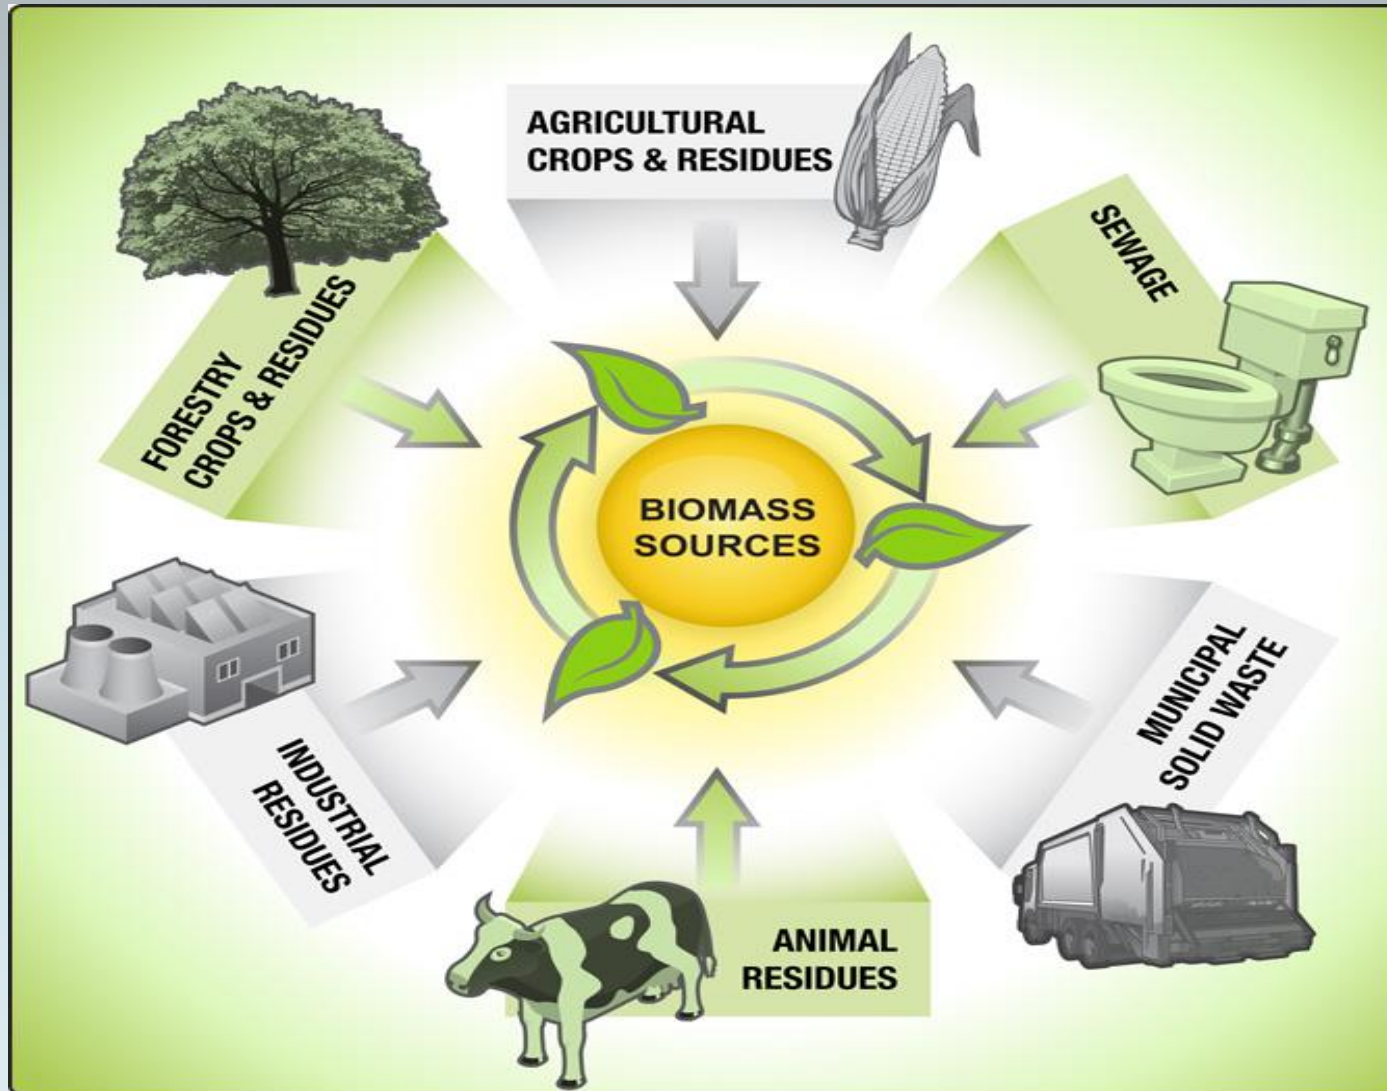 AGRICULTURAL
CROPS & RESIDUES
SEWAGE
FORESTRY
CROPS & RESIDUES
BIOMASS
SOURCES
MUNICIPAL
SOLID WASTE
INDUSTRIAL
RESIDUES
ANIMAL
RESIDUES